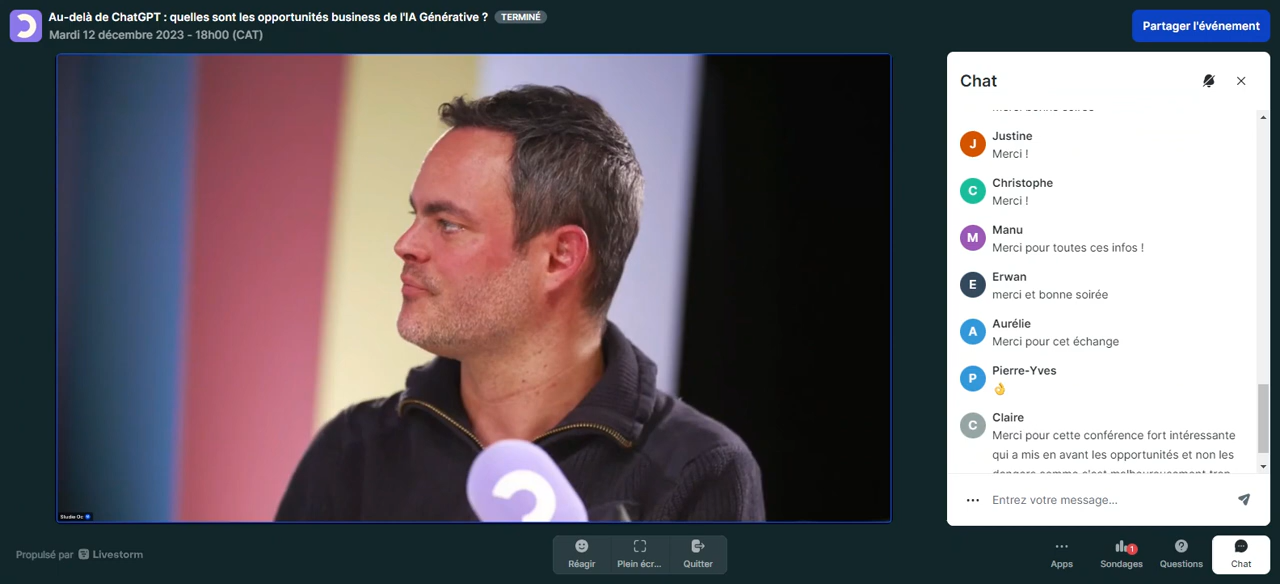 Au-delà de ChatGPT : quelles sont les opportunités business de l'IA Générative ? TERMINÉ
Mardi 12 décembre 2023 - 18h00 (CAT)
Partager l'événement
Chat
Justine
J
Merci !
Christophe
C
Merci !
Manu
M
Merci pour toutes ces infos !
Erwan
E
merci et bonne soirée
Aurélie
A
Merci pour cet échange
Pierre-Yves
P
👌
Claire
C
Merci pour cette conférence fort intéressante
qui a mis en avant les opportunités et non les
Entrez votre message...
Studio Oc
Propulsé par Livestorm
Réagir
Plein écr...
Quitter
Apps
1
Sondages
Questions
Chat